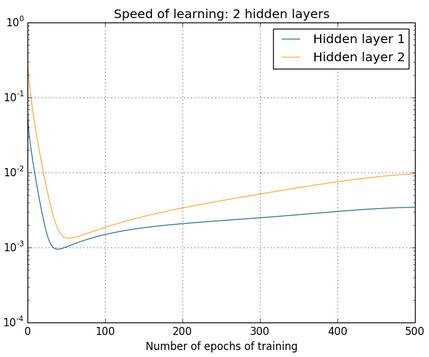 Speed of learning: 2 hidden layers
10^0
Hidden layer 1
Hidden layer 2
10^-1
10^-2
10^-3
10^-4
0 100 200 300 400 500
Number of epochs of training